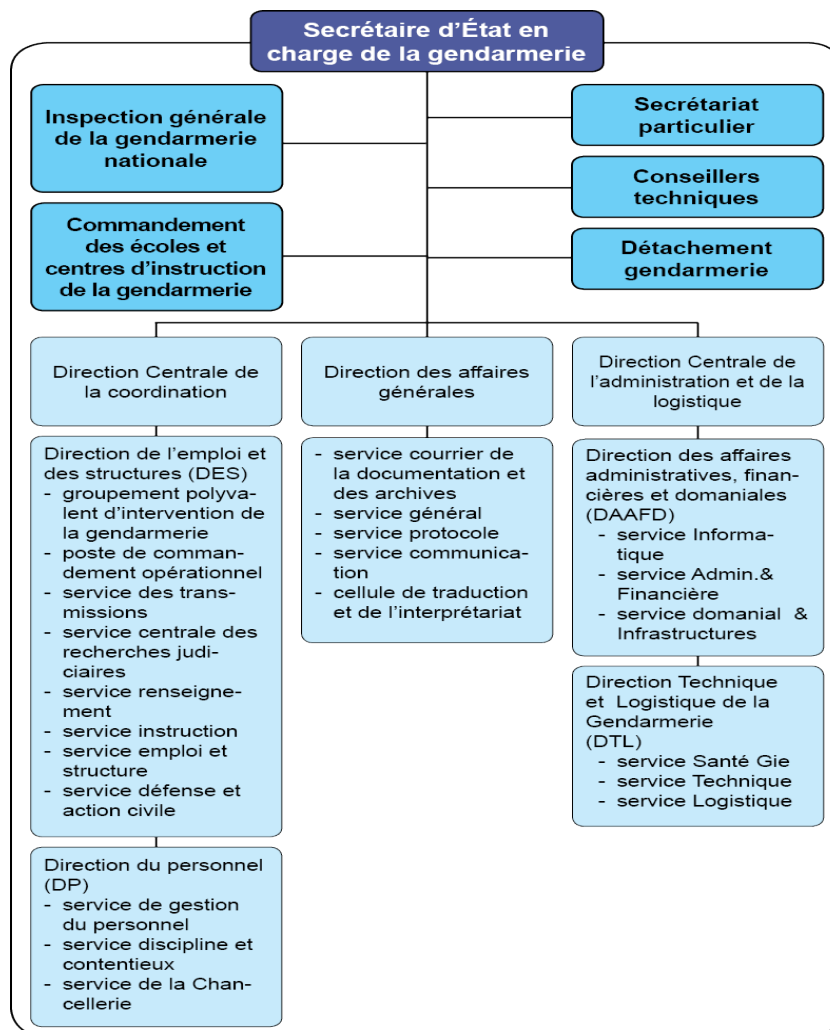 Secrétaire d’État en
charge de la gendarmerie
Inspection générale
de la gendarmerie
nationale
Secrétariat
particulier
Conseillers
techniques
Commandement
des écoles et
centres d’instruction
de la gendarmerie
Détachement
gendarmerie
Direction Centrale de
la coordination
Direction des affaires
générales
Direction Centrale de
l’administration et de la
logistique
Direction de l’emploi et
des structures (DES)
- groupement polyva-
lent d’intervention de
la gendarmerie
- poste de comman-
dement opérationnel
- service des trans-
missions
- service centrale des
recherches judi-
ciaires
- service renseigne-
ment
- service instruction
- service emploi et
structure
- service défense et
action civile
- service courrier de
la documentation et
des archives
- service général
- service protocole
- service communica-
tion
- cellule de traduction
et de l’interprétariat
Direction des affaires
administratives, finan-
cières et domaniales
(DAAFD)
- service Informa-
tique
- service Admin.&
Financière
- service domanial &
Infrastructures
Direction Technique
et Logistique de la
Gendarmerie
(DTL)
- service Santé Gie
- service Technique
- service Logistique
Direction du personnel
(DP)
- service de gestion
du personnel
- service discipline et
contentieux
- service de la Chan-
cellerie